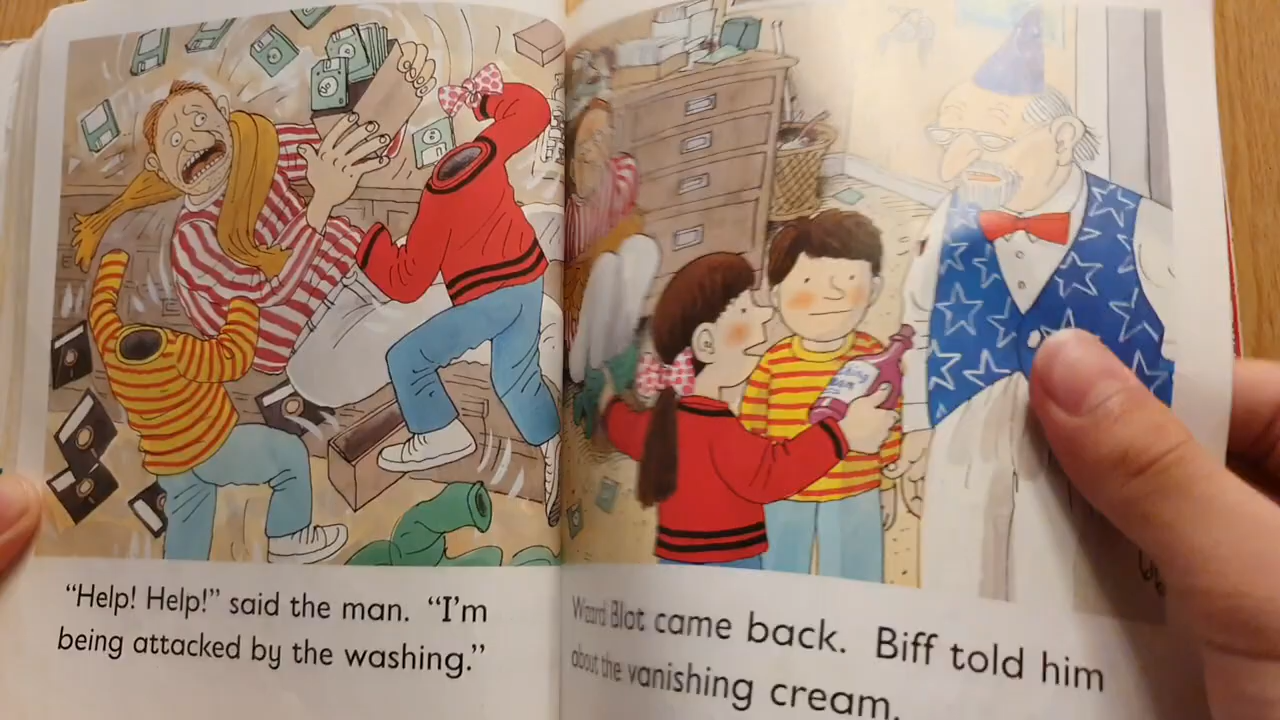 “Help! Help!” said the man. “I’m
being attacked by the washing.”
Wizard Blot came back. Biff told him
about the vanishing cream.